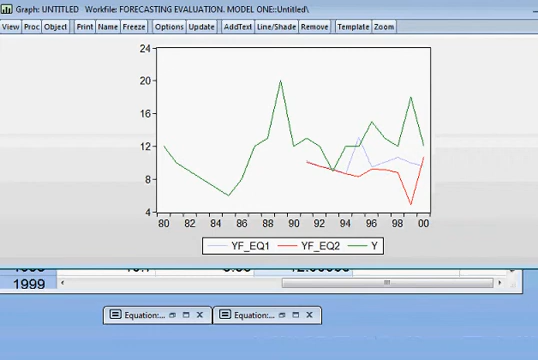 Graph: UNTITLED Workfile: FORECASTING EVALUATION. MODEL ONE::Untitled\
View Proc Object Print Name Freeze Options Update AddText Line/Shade Remove Template Zoom
24
20
16
12
8
4
80 82 84 86 88 90 92 94 96 98 00
YF_EQ1 YF_EQ2 Y
1999
Equation:... Equation:...